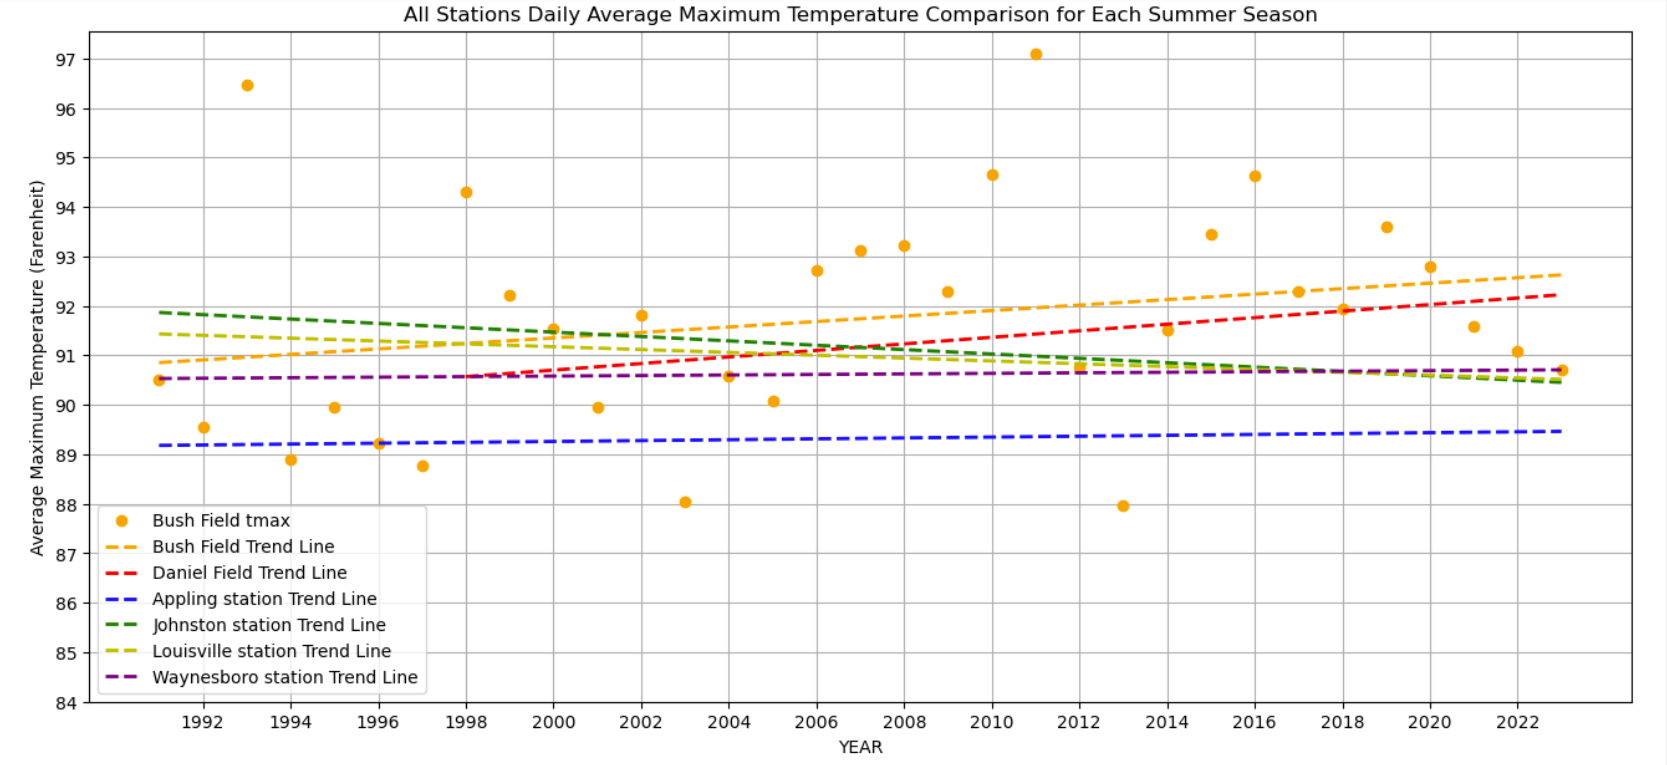 All Stations Daily Average Maximum Temperature Comparison for Each Summer Season
Average Maximum Temperature (Farenheit)
97
96
95
94
93
92
91
90
89
88
87
86
85
84
Bush Field tmax
Bush Field Trend Line
Daniel Field Trend Line
Appling station Trend Line
Johnston station Trend Line
Louisville station Trend Line
Waynesboro station Trend Line
1992 1994 1996 1998 2000 2002 2004 2006 2008 2010 2012 2014 2016 2018 2020 2022
YEAR